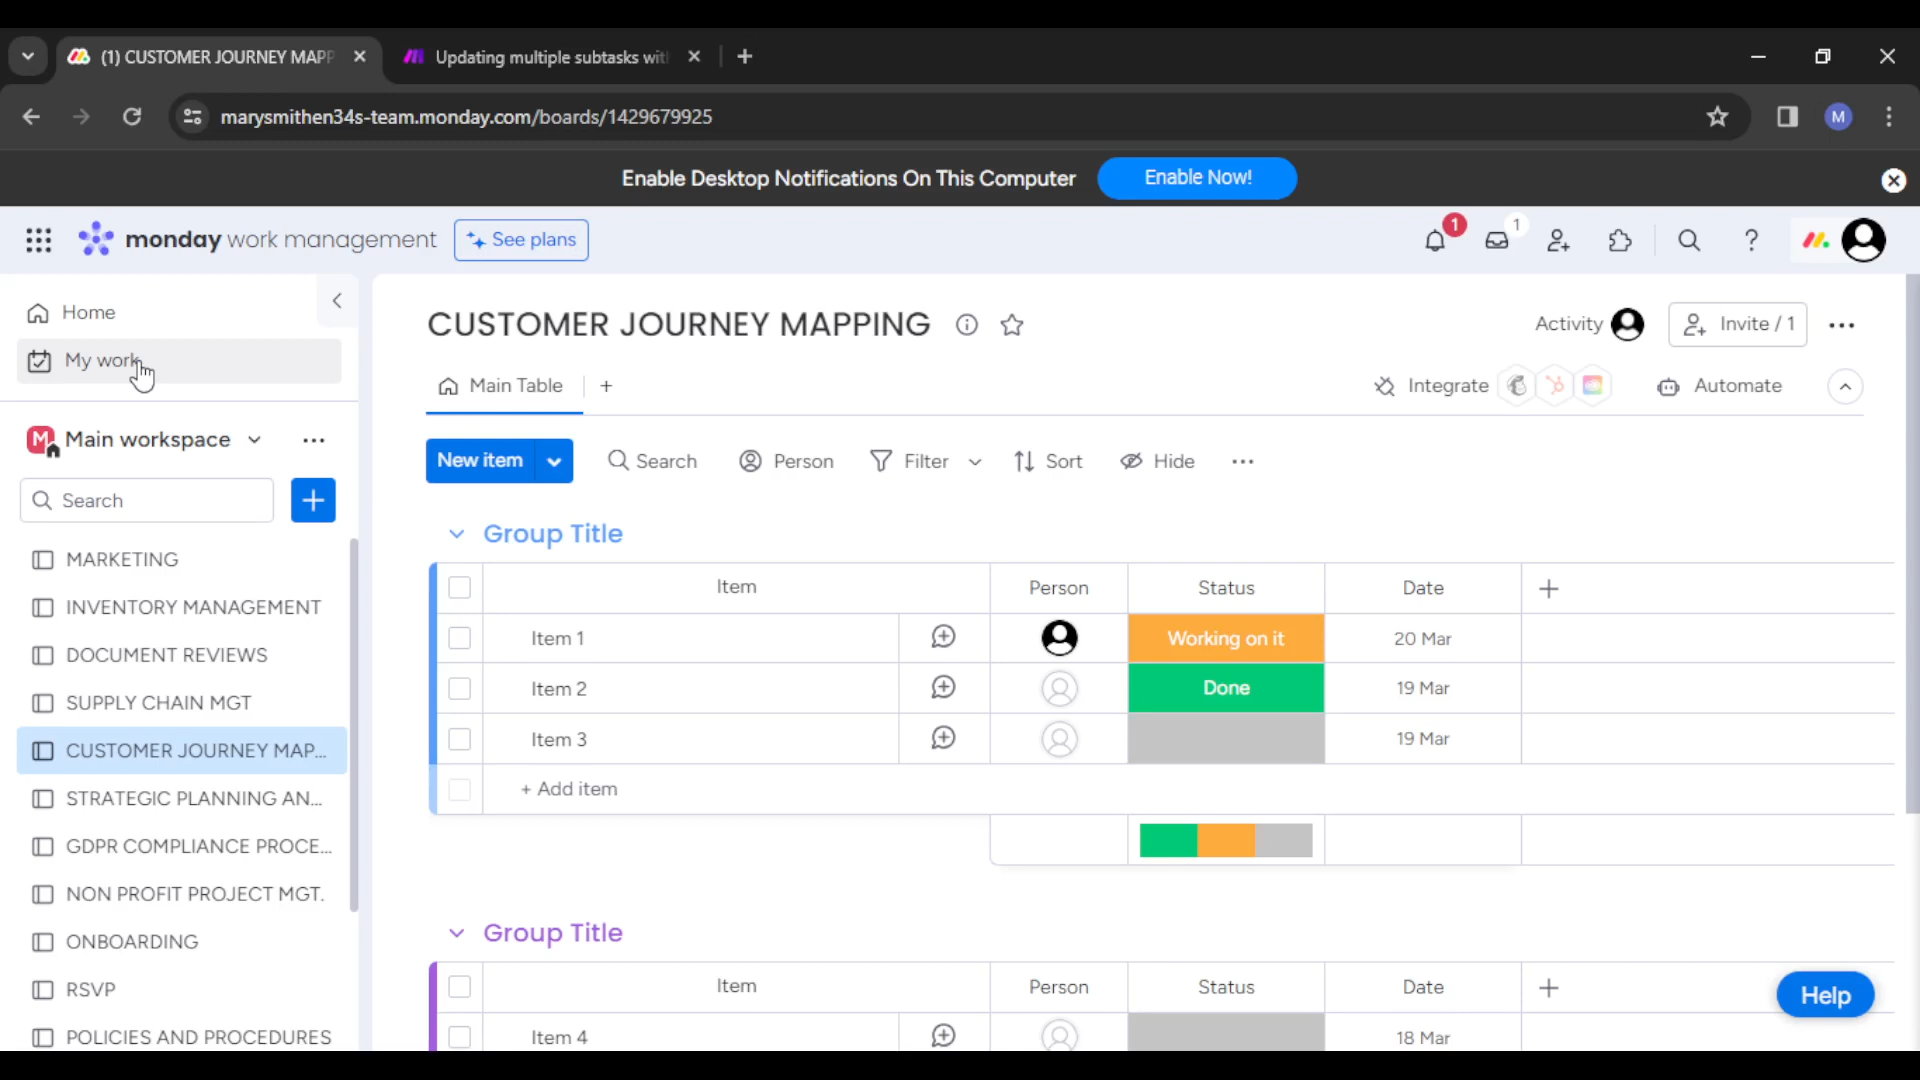 (1) CUSTOMER JOURNEY MAPP
Updating multiple subtasks wit
marysmithen34s-team.monday.com/boards/1429679925
M
Enable Desktop Notifications On This Computer
Enable Now!
monday work management
See plans
1
1
Home
My work
M
Main workspace
Search
MARKETING
INVENTORY MANAGEMENT
DOCUMENT REVIEWS
SUPPLY CHAIN MGT
CUSTOMER JOURNEY MAP...
STRATEGIC PLANNING AN...
GDPR COMPLIANCE PROCE...
NON PROFIT PROJECT MGT.
ONBOARDING
RSVP
POLICIES AND PROCEDURES
CUSTOMER JOURNEY MAPPING
Activity
Invite / 1
Main Table
Integrate
Automate
New item
Search
Person
Filter
Sort
Hide
Group Title
Item Person Status Date
Item 1 Working on it 20 Mar
Item 2 Done 19 Mar
Item 3 19 Mar
+ Add item
Group Title
Item Person Status Date
Item 4 18 Mar
Help